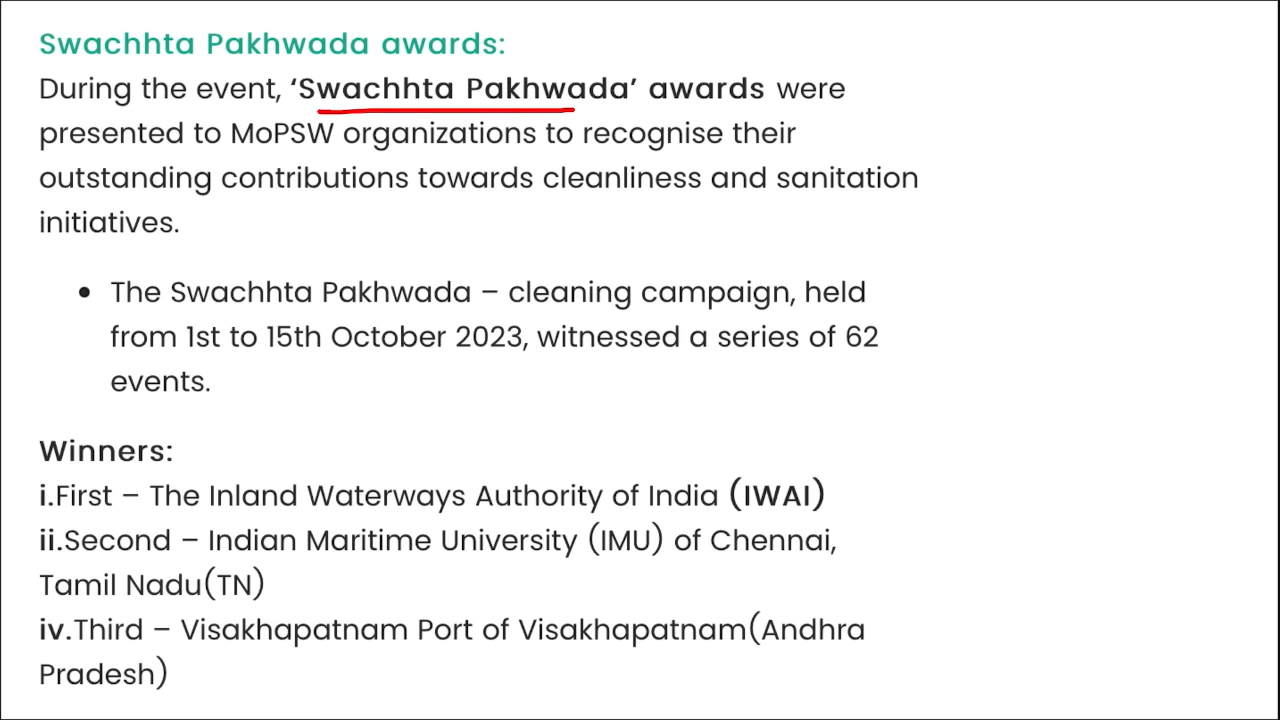 Swachhta Pakhwada awards:
During the event, ‘Swachhta Pakhwada’ awards were
presented to MoPSW organizations to recognise their
outstanding contributions towards cleanliness and sanitation
initiatives.
• The Swachhta Pakhwada – cleaning campaign, held
from 1st to 15th October 2023, witnessed a series of 62
events.
Winners:
i.First – The Inland Waterways Authority of India (IWAI)
ii.Second – Indian Maritime University (IMU) of Chennai,
Tamil Nadu(TN)
iv.Third – Visakhapatnam Port of Visakhapatnam(Andhra
Pradesh)